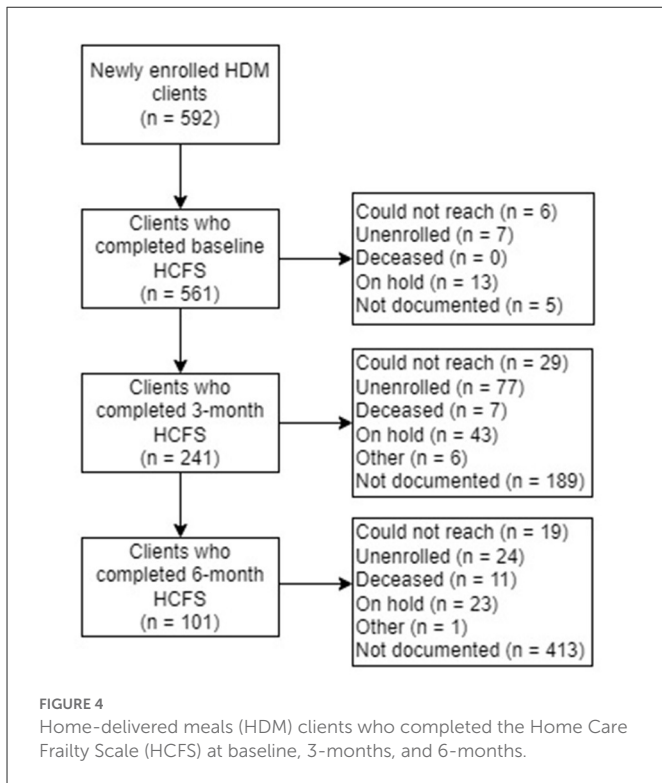 Newly enrolled HDM
clients
(n = 592)
Clients who
completed baseline
HCFS
(n = 561)
Could not reach (n = 6)
Unenrolled (n = 7)
Deceased (n = 0)
On hold (n = 13)
Not documented (n = 5)
Clients who
completed 3-month
HCFS
(n = 241)
Could not reach (n = 29)
Unenrolled (n = 77)
Deceased (n = 7)
On hold (n = 43)
Other (n = 6)
Not documented (n = 189)
Clients who
completed 6-month
HCFS
(n = 101)
Could not reach (n = 19)
Unenrolled (n = 24)
Deceased (n = 11)
On hold (n = 23)
Other (n = 1)
Not documented (n = 413)
FIGURE 4
Home-delivered meals (HDM) clients who completed the Home Care
Frailty Scale (HCFS) at baseline, 3-months, and 6-months.